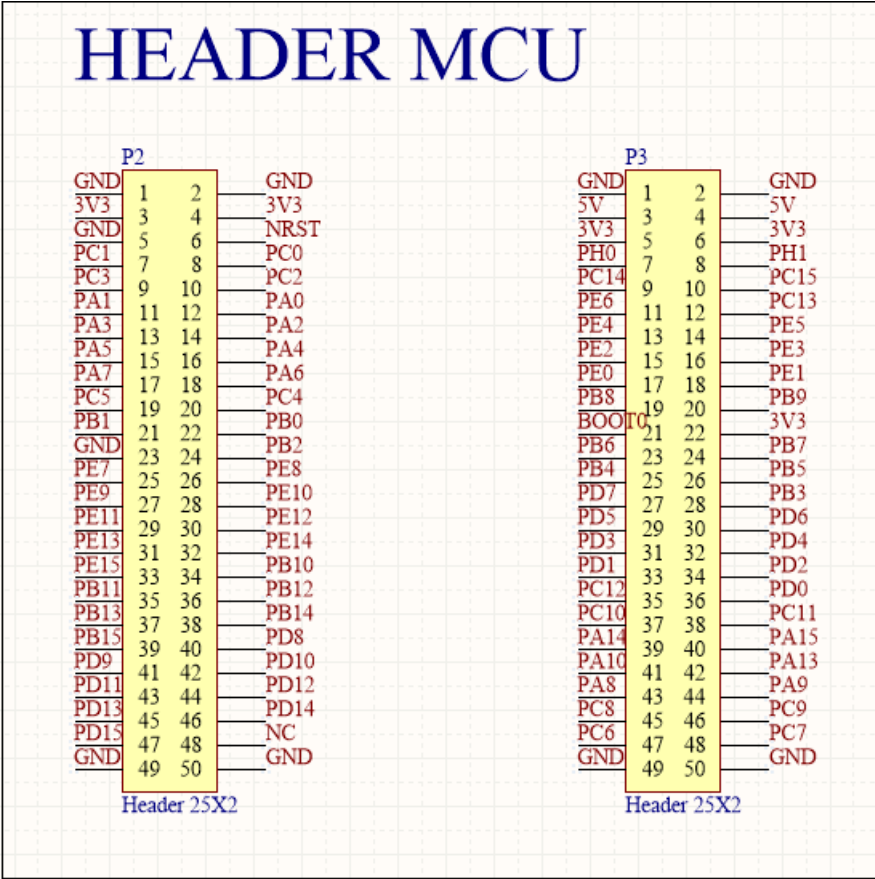 HEADER MCU
P2
GND 1 2 GND
3V3 3 4 3V3
GND 5 6 NRST
PC1 7 8 PC0
PC3 9 10 PC2
PA1 11 12 PA0
PA3 13 14 PA2
PA5 15 16 PA4
PA7 17 18 PA6
PC5 19 20 PC4
PB1 21 22 PB0
GND 23 24 PB2
PE7 25 26 PE8
PE9 27 28 PE10
PE11 29 30 PE12
PE13 31 32 PE14
PE15 33 34 PB10
PB11 35 36 PB12
PB13 37 38 PB14
PB15 39 40 PD8
PD9 41 42 PD10
PD11 43 44 PD12
PD13 45 46 PD14
PD15 47 48 NC
GND 49 50 GND
Header 25X2
P3
GND 1 2 GND
5V 3 4 5V
3V3 5 6 3V3
PH0 7 8 PH1
PC14 9 10 PC15
PE6 11 12 PC13
PE4 13 14 PE5
PE2 15 16 PE3
PE0 17 18 PE1
PB8 19 20 PB9
BOOT0 21 22 3V3
PB6 23 24 PB7
PB4 25 26 PB5
PD7 27 28 PB3
PD5 29 30 PD6
PD3 31 32 PD4
PD1 33 34 PD2
PC12 35 36 PD0
PC10 37 38 PC11
PA14 39 40 PA15
PA10 41 42 PA13
PA8 43 44 PA9
PC8 45 46 PC9
PC6 47 48 PC7
GND 49 50 GND
Header 25X2